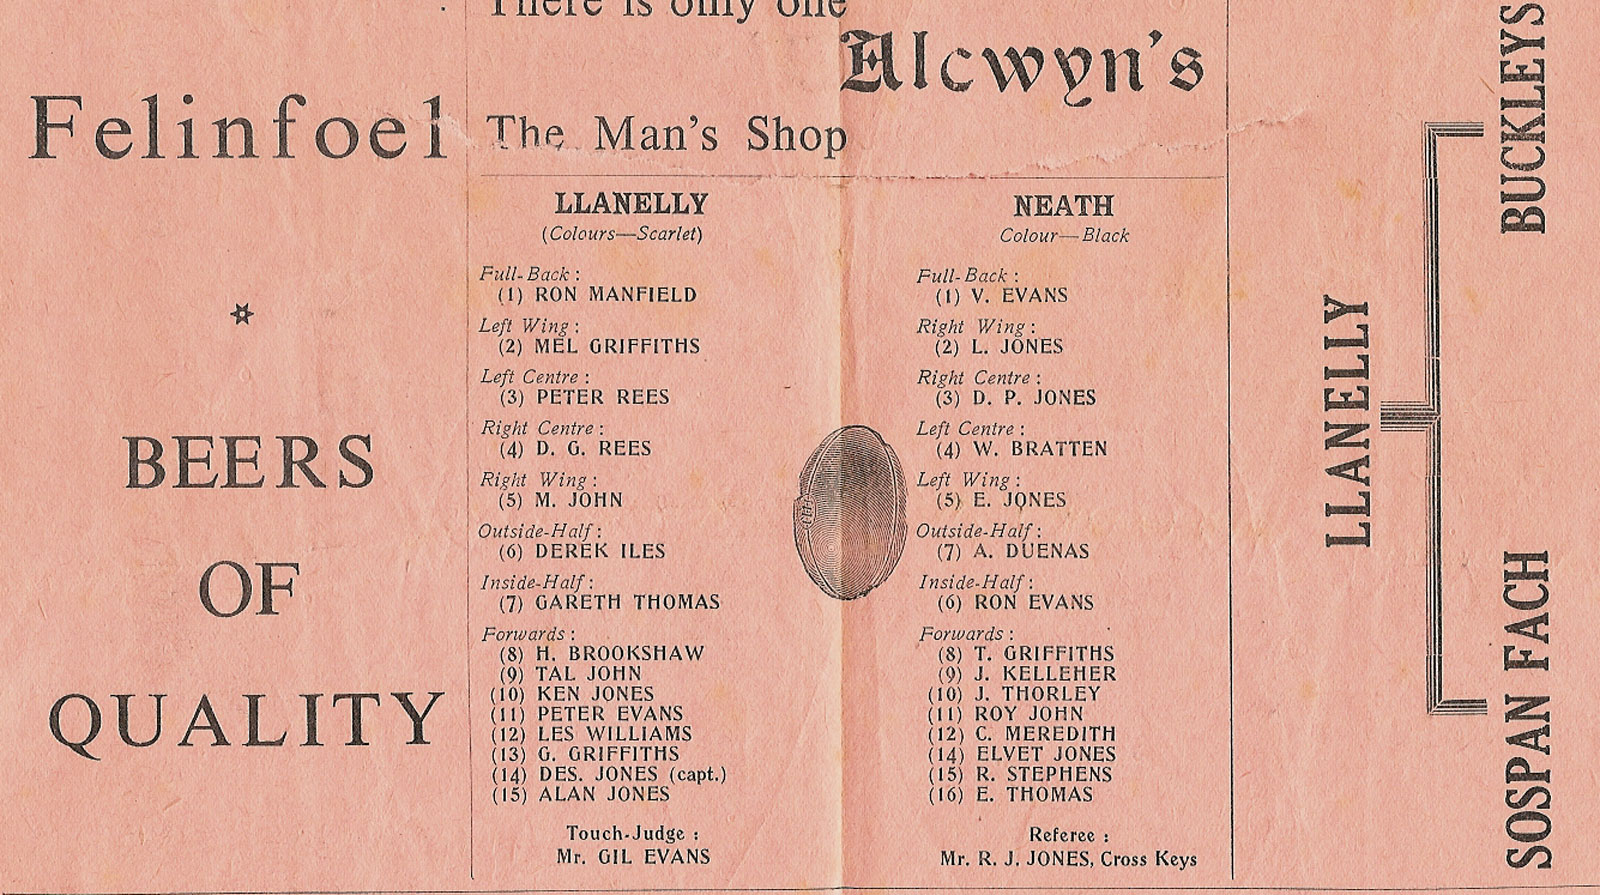 Felinfoel
BEERS
OF
QUALITY
There is only one
Alcwyn's
The Man's Shop
LLANELLY
(Colours—Scarlet)
Full-Back :
(1) RON MANFIELD
Left Wing :
(2) MEL GRIFFITHS
Left Centre :
(3) PETER REES
Right Centre :
(4) D. G. REES
Right Wing :
(5) M. JOHN
Outside-Half :
(6) DEREK ILES
Inside-Half :
(7) GARETH THOMAS
Forwards :
(8) H. BROOKSHAW
(9) TAL JOHN
(10) KEN JONES
(11) PETER EVANS
(12) LES WILLIAMS
(13) G. GRIFFITHS
(14) DES. JONES (capt.)
(15) ALAN JONES
Touch-Judge :
Mr. GIL EVANS
NEATH
Colour—Black
Full-Back :
(1) V. EVANS
Right Wing :
(2) L. JONES
Right Centre :
(3) D. P. JONES
Left Centre :
(4) W. BRATTEN
Left Wing :
(5) E. JONES
Outside-Half :
(7) A. DUENAS
Inside-Half :
(6) RON EVANS
Forwards :
(8) T. GRIFFITHS
(9) J. KELLEHER
(10) J. THORLEY
(11) ROY JOHN
(12) C. MEREDITH
(14) ELVET JONES
(15) R. STEPHENS
(16) E. THOMAS
Referee :
Mr. R. J. JONES, Cross Keys
LLANELLY
BUCKLEYS
SOSPAN FACH